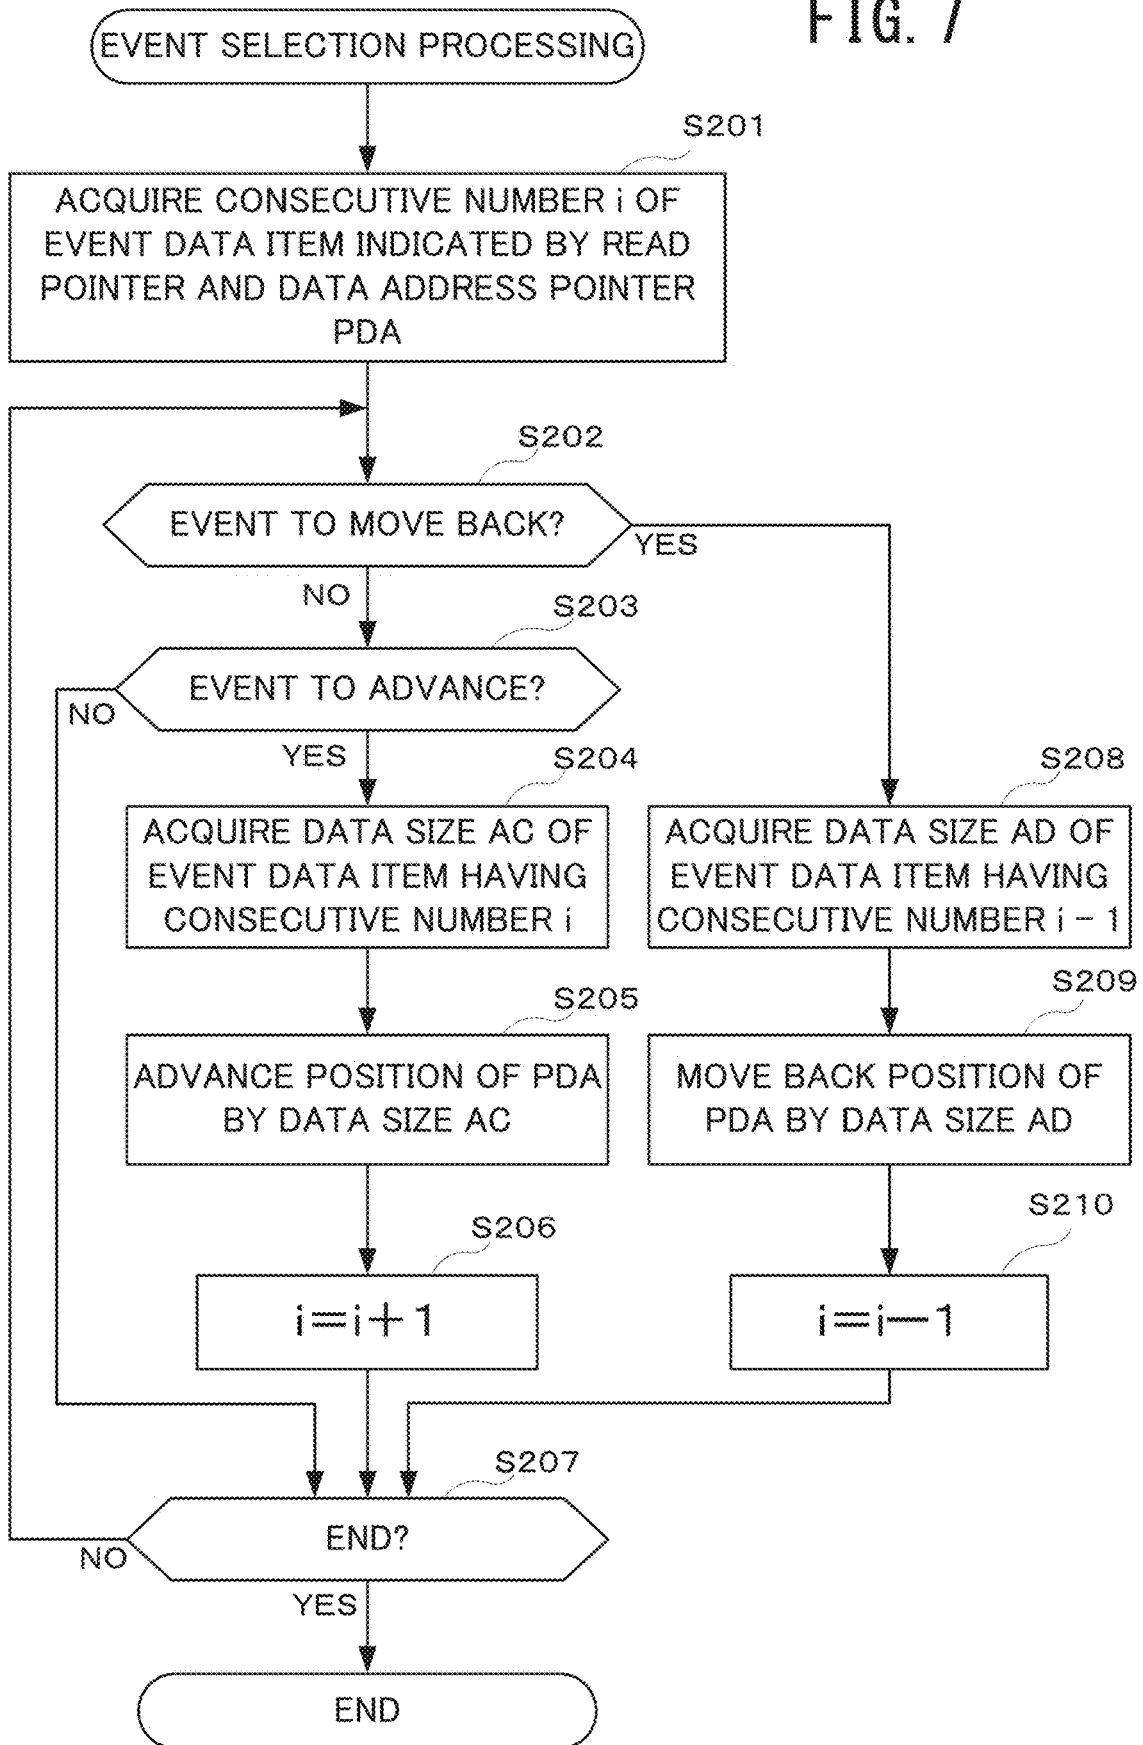 FIG. 7
EVENT SELECTION PROCESSING
S201
ACQUIRE CONSECUTIVE NUMBER i OF
EVENT DATA ITEM INDICATED BY READ
POINTER AND DATA ADDRESS POINTER
PDA
S202
EVENT TO MOVE BACK?
YES
NO
S203
EVENT TO ADVANCE?
NO
YES
S204
ACQUIRE DATA SIZE AC OF
EVENT DATA ITEM HAVING
CONSECUTIVE NUMBER i
S208
ACQUIRE DATA SIZE AD OF
EVENT DATA ITEM HAVING
CONSECUTIVE NUMBER i - 1
S205
ADVANCE POSITION OF PDA
BY DATA SIZE AC
S209
MOVE BACK POSITION OF
PDA BY DATA SIZE AD
S206
i=i+1
S210
i=i-1
S207
END?
NO
YES
END